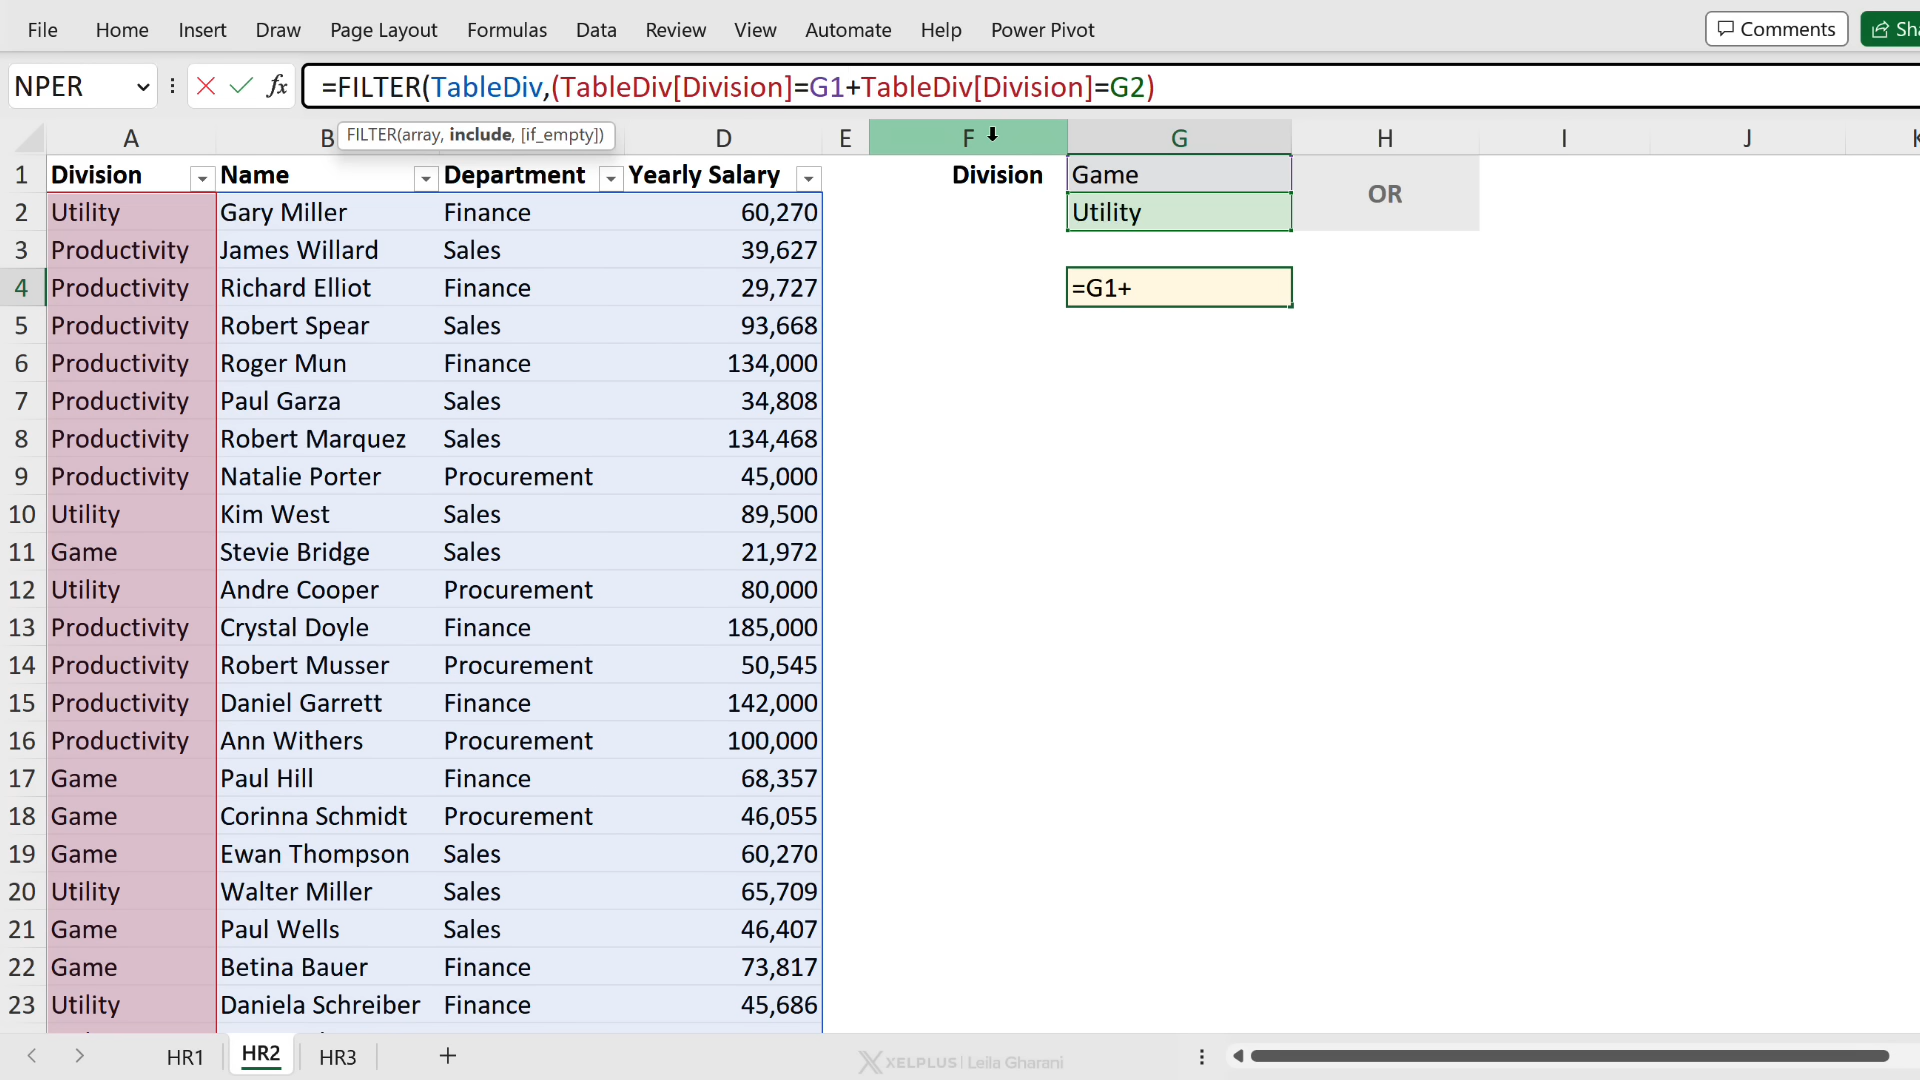 File Home Insert Draw Page Layout Formulas Data Review View Automate Help Power Pivot Comments
NPER fx =FILTER(TableDiv,(TableDiv[Division]=G1+TableDiv[Division]=G2)
FILTER(array, include, [if_empty])
A B D E F G H I J
1 Division Name Department Yearly Salary Division Game
OR
2 Utility Gary Miller Finance 60,270 Utility
3 Productivity James Willard Sales 39,627
4 Productivity Richard Elliot Finance 29,727 =G1+
5 Productivity Robert Spear Sales 93,668
6 Productivity Roger Mun Finance 134,000
7 Productivity Paul Garza Sales 34,808
8 Productivity Robert Marquez Sales 134,468
9 Productivity Natalie Porter Procurement 45,000
10 Utility Kim West Sales 89,500
11 Game Stevie Bridge Sales 21,972
12 Utility Andre Cooper Procurement 80,000
13 Productivity Crystal Doyle Finance 185,000
14 Productivity Robert Musser Procurement 50,545
15 Productivity Daniel Garrett Finance 142,000
16 Productivity Ann Withers Procurement 100,000
17 Game Paul Hill Finance 68,357
18 Game Corinna Schmidt Procurement 46,055
19 Game Ewan Thompson Sales 60,270
20 Utility Walter Miller Sales 65,709
21 Game Paul Wells Sales 46,407
22 Game Betina Bauer Finance 73,817
23 Utility Daniela Schreiber Finance 45,686
HR1 HR2 HR3 + XELPLUS | Leila Gharani